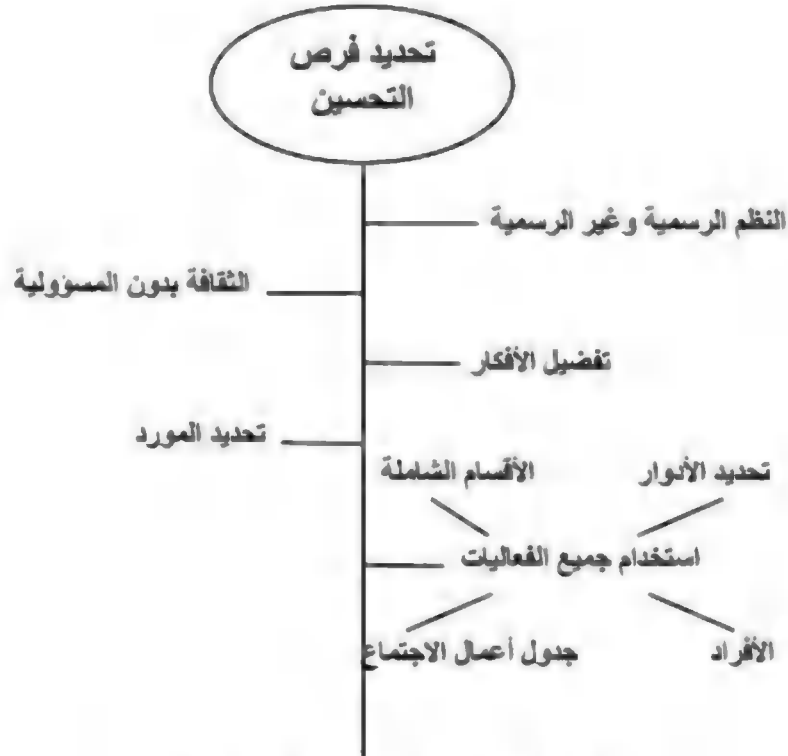 تحديد فرص
التحسين
النظم الرسمية وغير الرسمية
الثقافة بدون المسؤولية
تفضيل الأفكار
تحديد المورد
تحديد الأدوار
الأقسام الشاملة
استخدام جميع الفعاليات
الأفراد
جدول أعمال الاجتماع